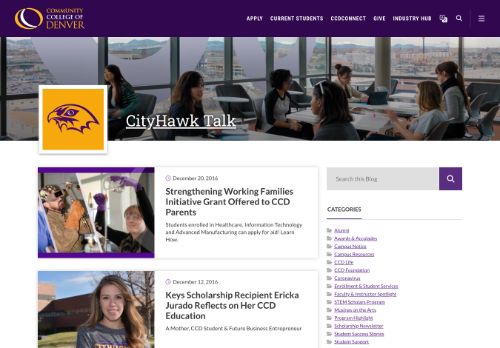 COMMUNITY
COLLEGE OF
DENVER
APPLY CURRENT STUDENTS CCDCONNECT GIVE INDUSTRY HUB
CityHawk Talk
December 20, 2016
Strengthening Working Families
Initiative Grant Offered to CCD
Parents
Students enrolled in Healthcare, Information Technology
and Advanced Manufacturing can apply for aid! Learn
How.
December 12, 2016
Keys Scholarship Recipient Ericka
Jurado Reflects on Her CCD
Education
A Mother, CCD Student & Future Business Entrepreneur
Search this Blog
CATEGORIES
Alumni
Awards & Accolades
Campus Notice
Campus Resources
CCD Life
CCD Foundation
Coronavirus
Enrollment & Student Services
Faculty & Instructor Spotlight
STEM Scholars Program
Musings on the Arts
Program Highlight
Scholarship Newsletter
Student Success Stories
Student Support